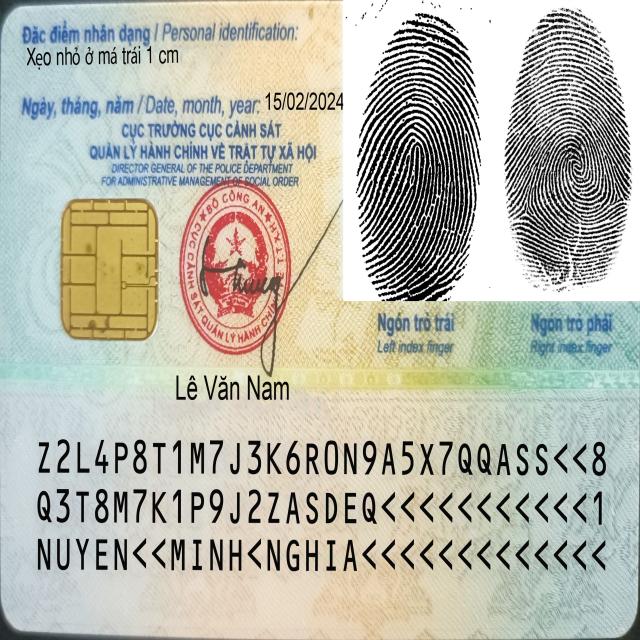 Đặc điểm nhân dạng / Personal identification:
Xẹo nhỏ ở má trái 1 cm
Ngày, tháng, năm / Date, month, year: 15/02/2024
CỤC TRƯỞNG CỤC CẢNH SÁT
QUẢN LÝ HÀNH CHÍNH VỀ TRẬT TỰ XÃ HỘI
DIRECTOR GENERAL OF THE POLICE DEPARTMENT
FOR ADMINISTRATIVE MANAGEMENT OF SOCIAL ORDER
BỘ CÔNG AN
CỤC CẢNH SÁT QUẢN LÝ HÀNH CHÍNH
Ngón trỏ trái
Left index finger
Ngón trỏ phải
Right index finger
Lê Văn Nam
Z2L4P8T1M7J3K6R0N9A5X7QQASS<<8
Q3T8M7K1P9J2ZASDEQ<<<<<<<<<<<1
NUYEN<<MINH<NGHIA<<<<<<<<<<<<<